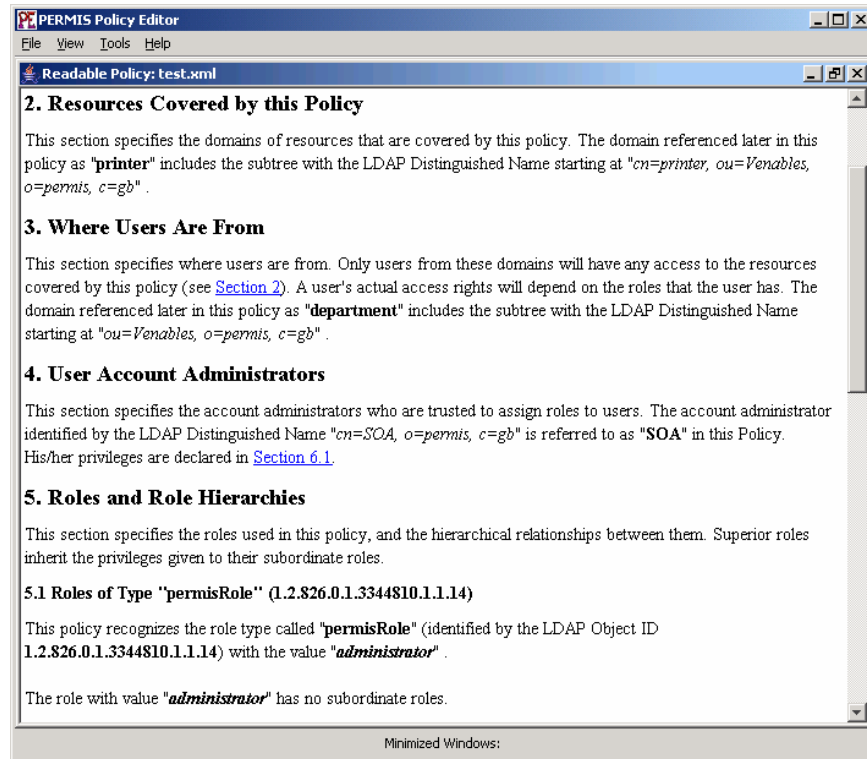 PERMIS Policy Editor
File View Tools Help
Readable Policy: test.xml
2. Resources Covered by this Policy
This section specifies the domains of resources that are covered by this policy. The domain referenced later in this
policy as "printer" includes the subtree with the LDAP Distinguished Name starting at "cn=printer, ou=Venables,
o=permis, c=gb" .
3. Where Users Are From
This section specifies where users are from. Only users from these domains will have any access to the resources
covered by this policy (see Section 2). A user's actual access rights will depend on the roles that the user has. The
domain referenced later in this policy as "department" includes the subtree with the LDAP Distinguished Name
starting at "ou=Venables, o=permis, c=gb" .
4. User Account Administrators
This section specifies the account administrators who are trusted to assign roles to users. The account administrator
identified by the LDAP Distinguished Name "cn=SOA, o=permis, c=gb" is referred to as "SOA" in this Policy.
His/her privileges are declared in Section 6.1.
5. Roles and Role Hierarchies
This section specifies the roles used in this policy, and the hierarchical relationships between them. Superior roles
inherit the privileges given to their subordinate roles.
5.1 Roles of Type "permisRole" (1.2.826.0.1.3344810.1.1.14)
This policy recognizes the role type called "permisRole" (identified by the LDAP Object ID
1.2.826.0.1.3344810.1.1.14) with the value "administrator" .
The role with value "administrator" has no subordinate roles.
Minimized Windows: